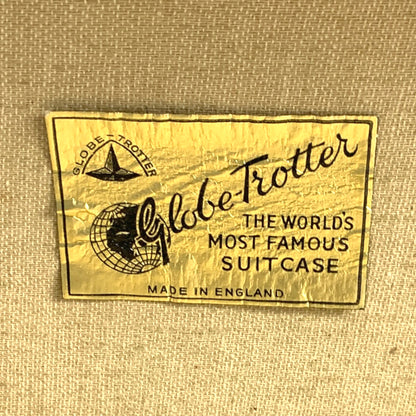 GLOBE-TROTTER
Globe-Trotter
THE WORLD'S
MOST FAMOUS
SUITCASE
MADE IN ENGLAND